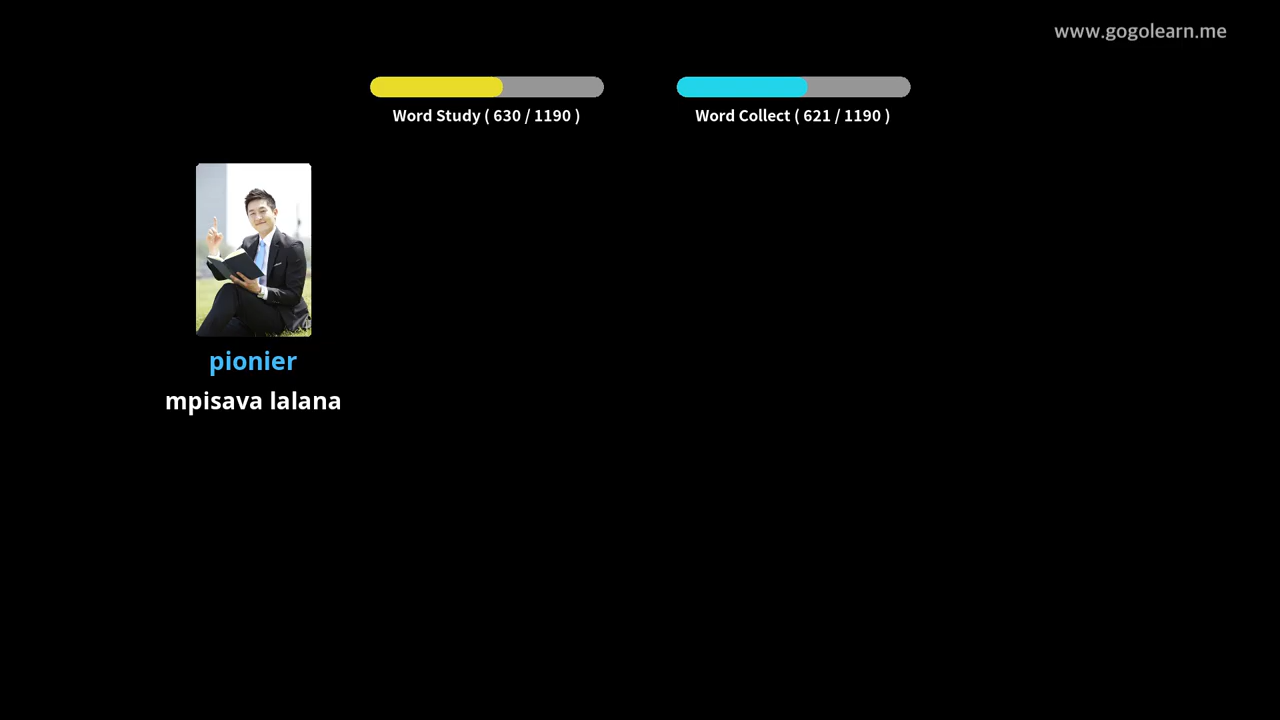 www.gogolearn.me
Word Study ( 630 / 1190 )
Word Collect ( 621 / 1190 )
pionier
mpisava lalana